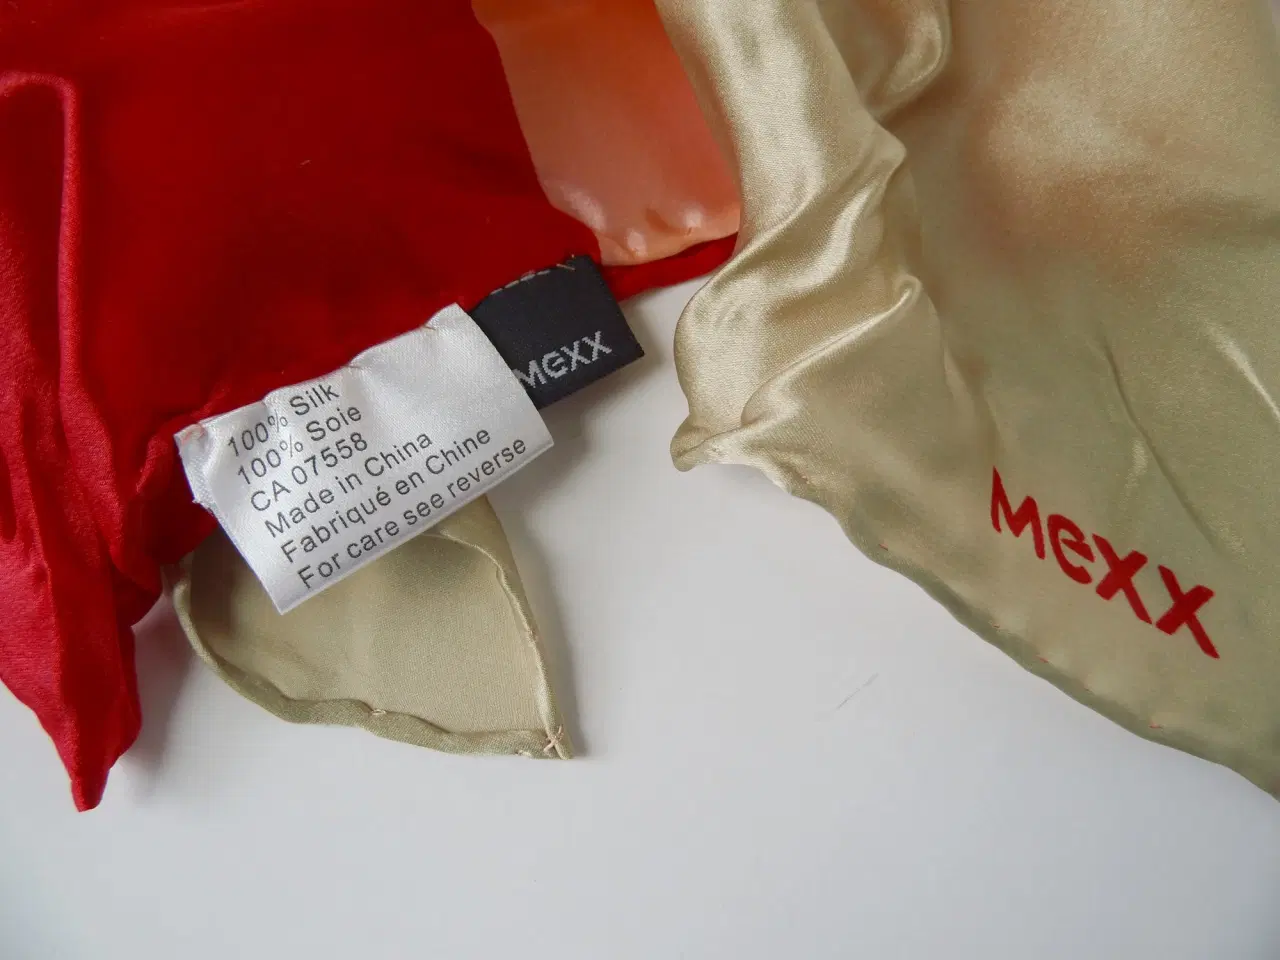 MEXX
100% Silk
100% Soie
CA 07558
Made in China
Fabriqué en Chine
For care see reverse
MEXX